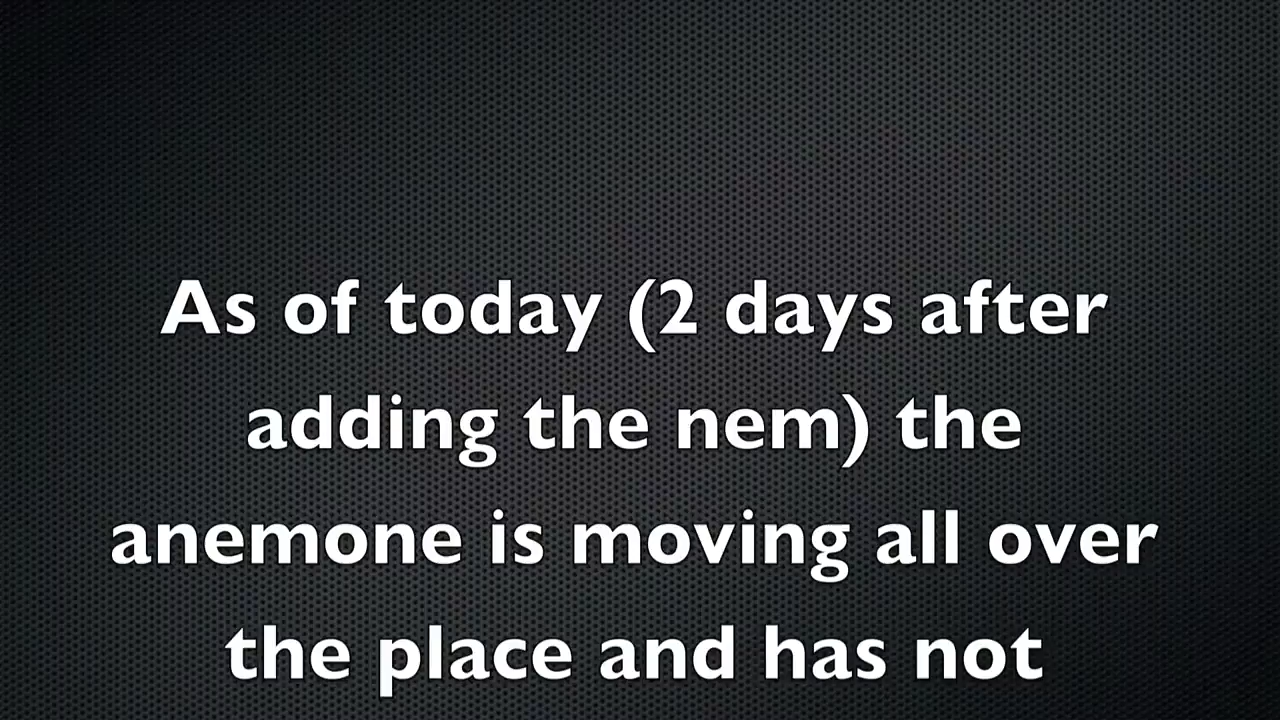 As of today (2 days after
adding the nem) the
anemone is moving all over
the place and has not